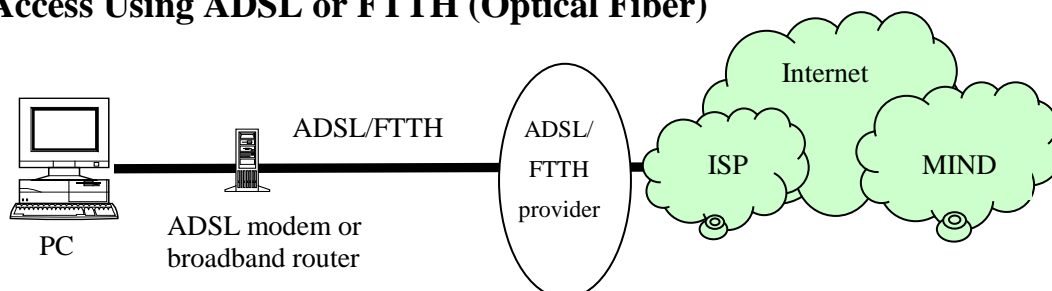 Access Using ADSL or FTTH (Optical Fiber)
Internet
ADSL/FTTH
ADSL/
FTTH
provider
ISP
MIND
PC
ADSL modem or
broadband router